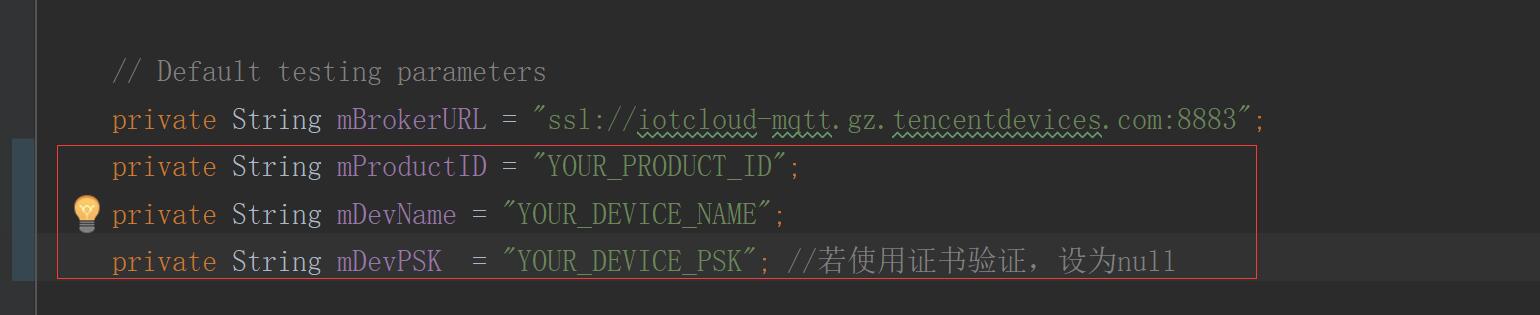 // Default testing parameters
private String mBrokerURL = "ssl://iotcloud-mqtt.gz.tencentdevices.com:8883";
private String mProductID = "YOUR_PRODUCT_ID";
private String mDevName = "YOUR_DEVICE_NAME";
private String mDevPSK  = "YOUR_DEVICE_PSK"; //若使用证书验证，设为null